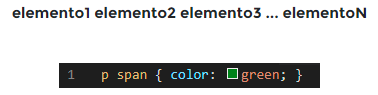 elemento1 elemento2 elemento3 ... elementoN
1 p span { color: green; }